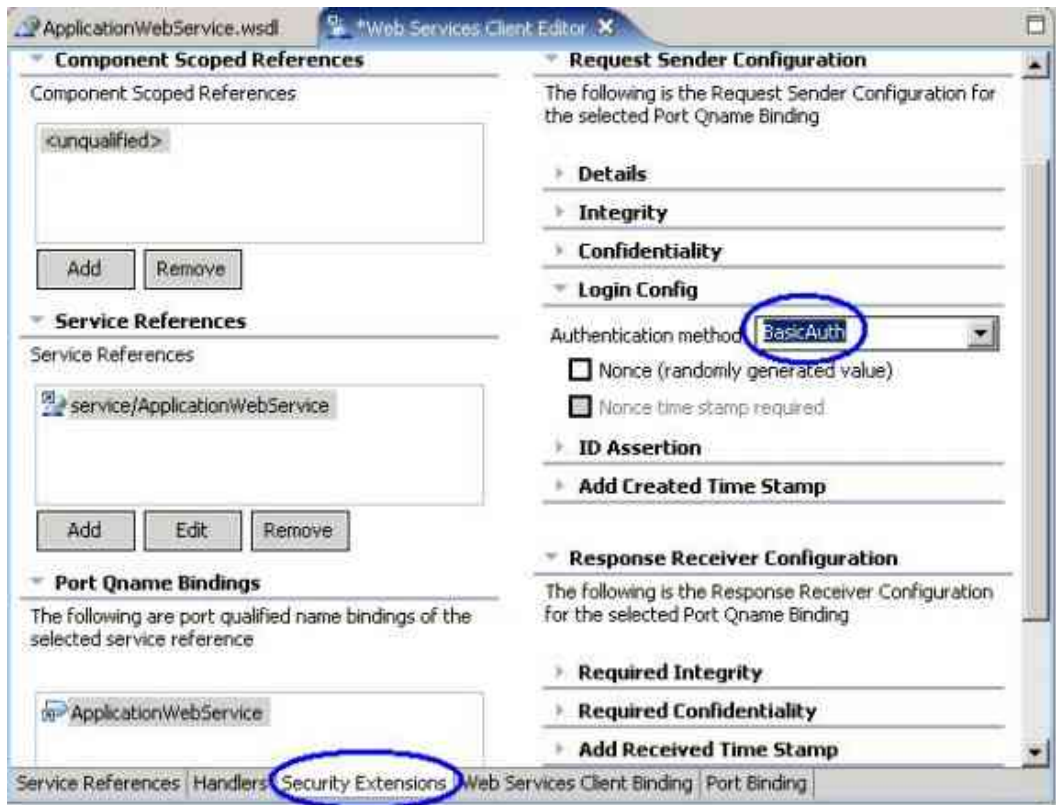 ApplicationWebService.wsdl
*Web Services Client Editor
Component Scoped References
Component Scoped References
<unqualified>
Add
Remove
Service References
Service References
service/ApplicationWebService
Add
Edit
Remove
Port Qname Bindings
The following are port qualified name bindings of the
selected service reference
ApplicationWebService
Request Sender Configuration
The following is the Request Sender Configuration for
the selected Port Qname Binding
Details
Integrity
Confidentiality
Login Config
Authentication method
BasicAuth
Nonce (randomly generated value)
Nonce time stamp required
ID Assertion
Add Created Time Stamp
Response Receiver Configuration
The following is the Response Receiver Configuration
for the selected Port Qname Binding
Required Integrity
Required Confidentiality
Add Received Time Stamp
Service References
Handlers
Security Extensions
Web Services Client Binding
Port Binding